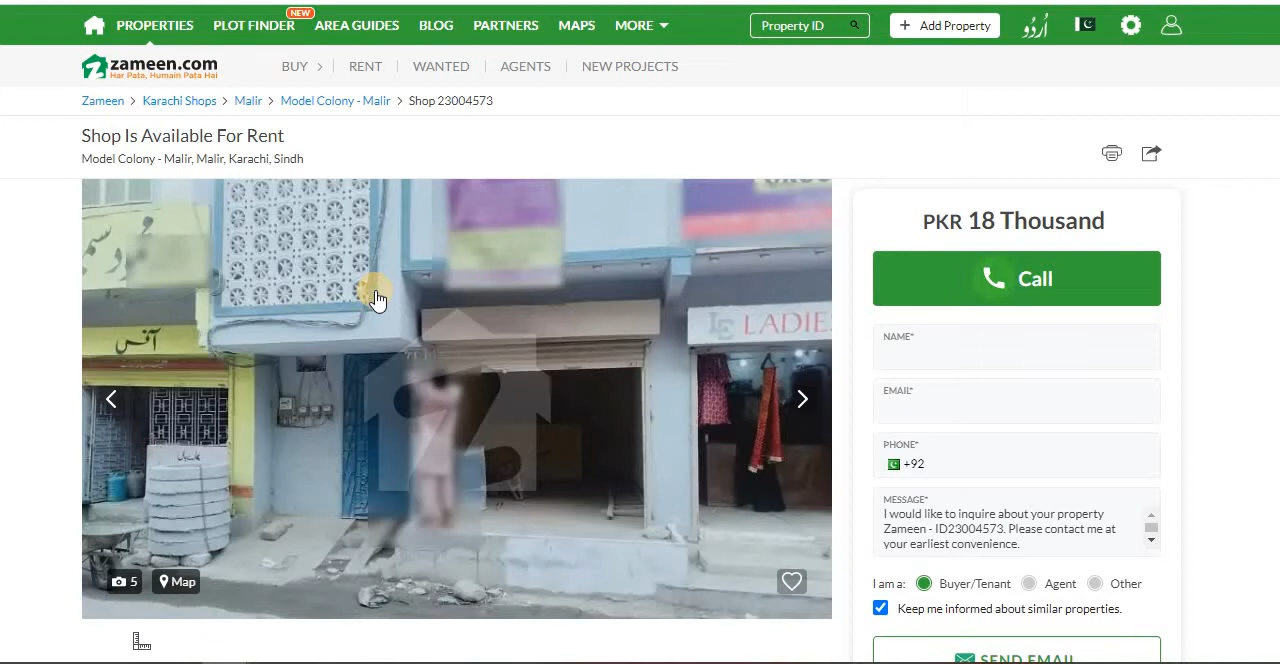 NEW
PROPERTIES PLOT FINDER AREA GUIDES BLOG PARTNERS MAPS MORE Property ID + Add Property اُردُو
zameen.com
Har Pata, Humain Pata Hai
BUY RENT WANTED AGENTS NEW PROJECTS
Zameen > Karachi Shops > Malir > Model Colony - Malir > Shop 23004573
Shop Is Available For Rent
Model Colony - Malir, Malir, Karachi, Sindh
PKR 18 Thousand
Call
NAME*
EMAIL*
PHONE*
+92
MESSAGE*
I would like to inquire about your property
Zameen - ID23004573. Please contact me at
your earliest convenience.
I am a: Buyer/Tenant Agent Other
Keep me informed about similar properties.
SEND EMAIL
آفس
LADIE
5 Map